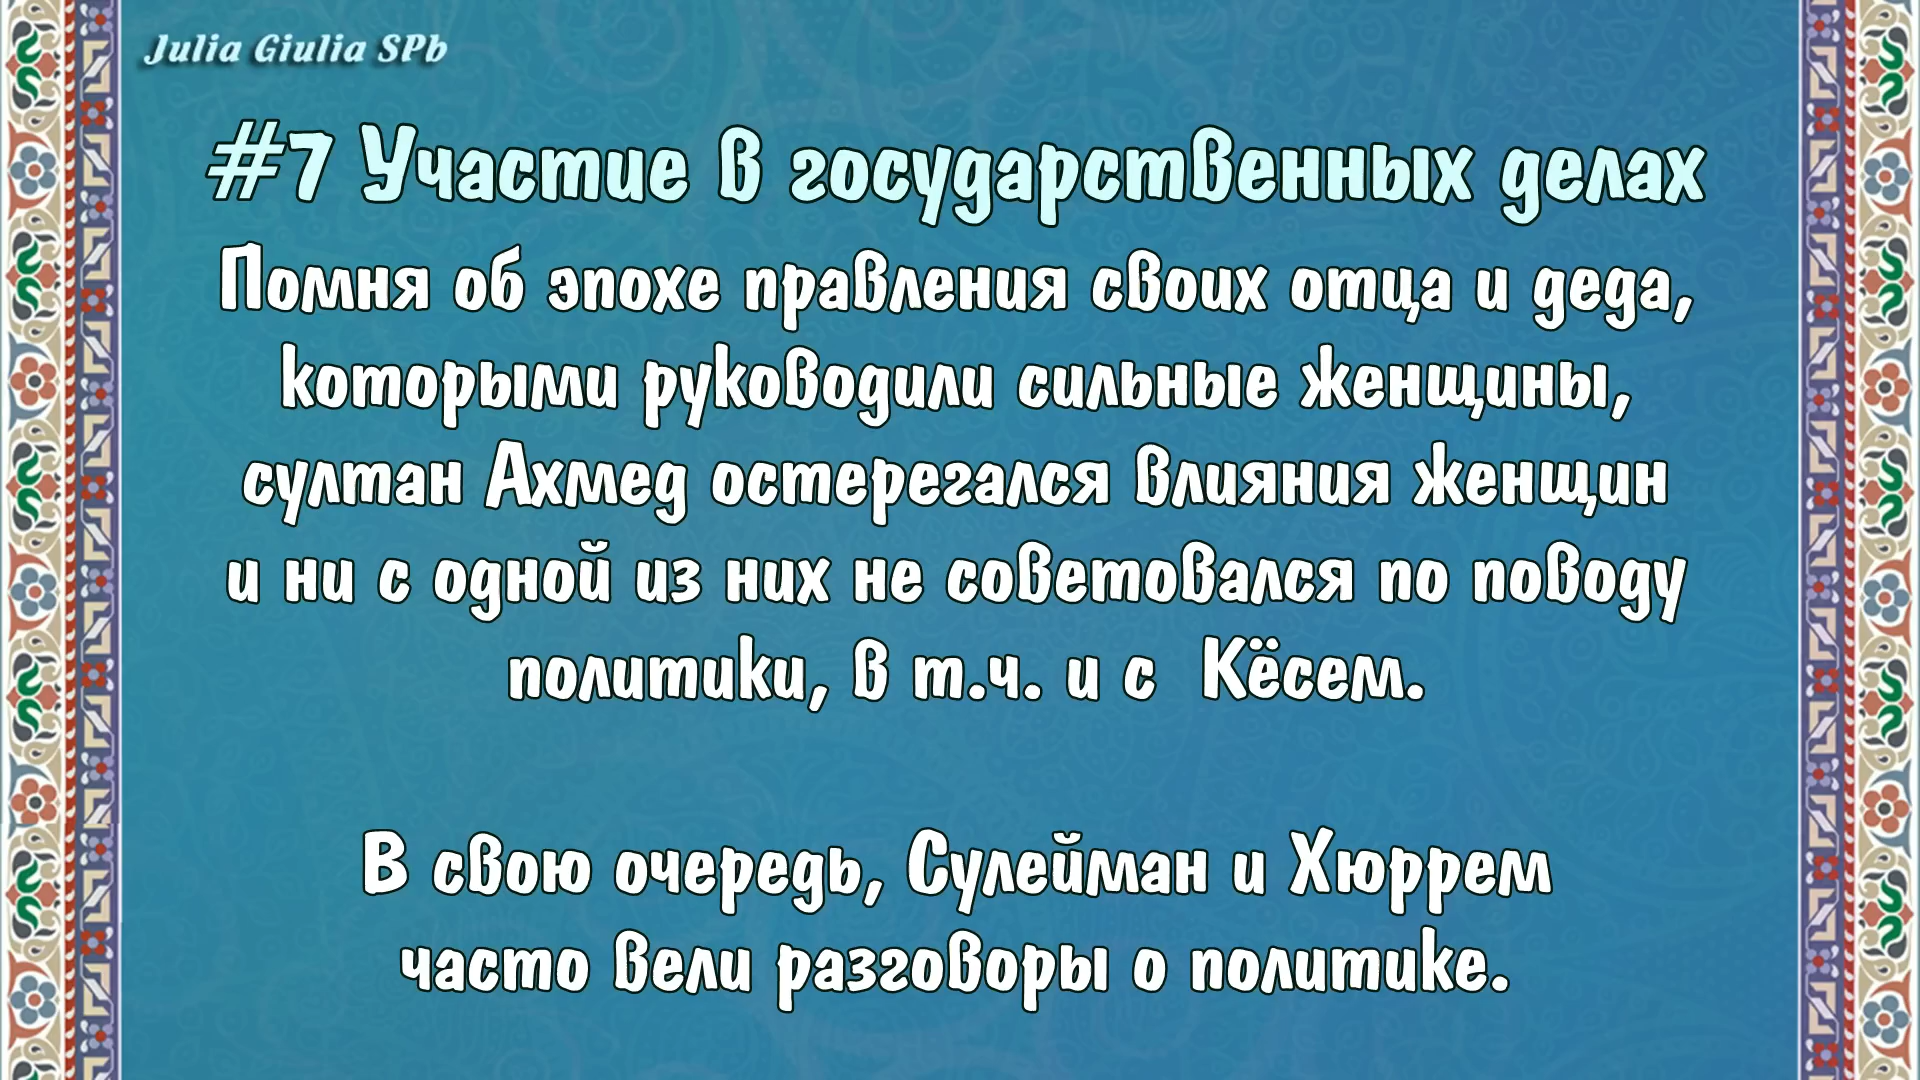 Julia Giulia SPb
#7 Участие в государственных делах
Помня об эпохе правления своих отца и деда,
которыми руководили сильные женщины,
султан Ахмед остерегался влияния женщин
и ни с одной из них не советовался по поводу
политики, в т.ч. и с Кёсем.
В свою очередь, Сулейман и Хюррем
часто вели разговоры о политике.